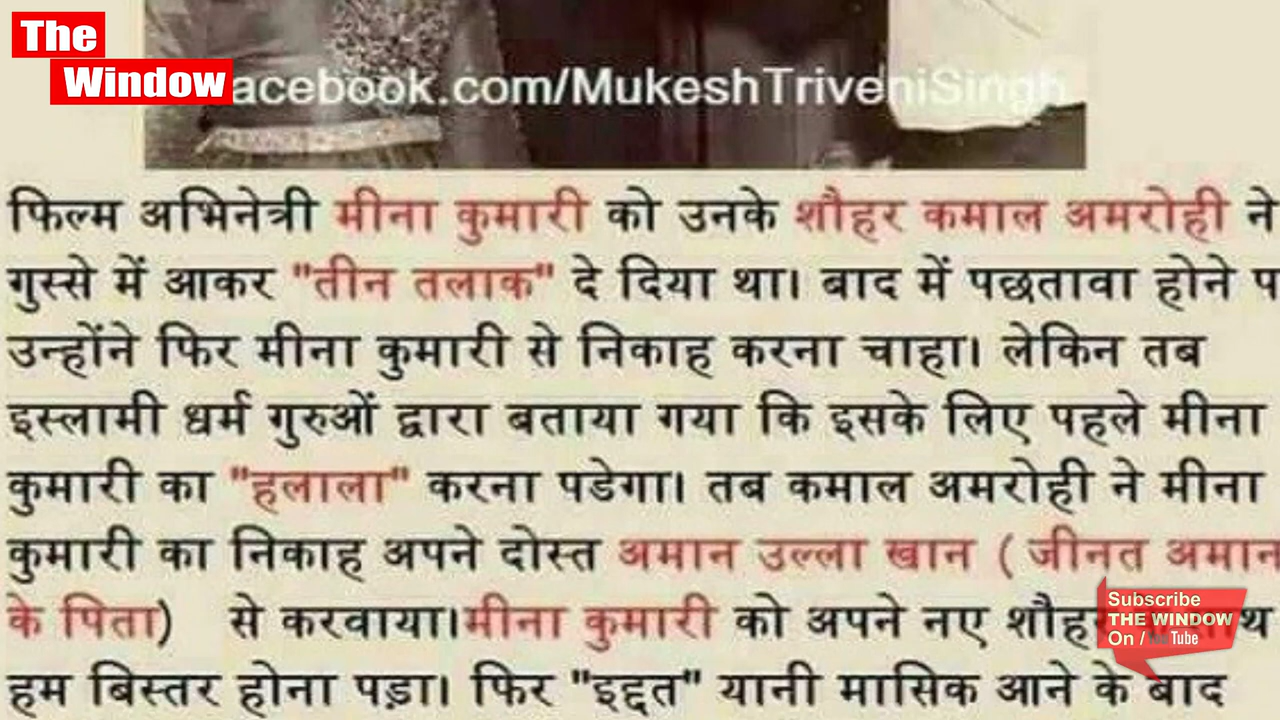 The
Window
acebook.com/MukeshTriveniSingh
फिल्म अभिनेत्री मीना कुमारी को उनके शौहर कमाल अमरोही ने
गुस्से में आकर "तीन तलाक" दे दिया था। बाद में पछतावा होने प
उन्होंने फिर मीना कुमारी से निकाह करना चाहा। लेकिन तब
इस्लामी धर्म गुरुओं द्वारा बताया गया कि इसके लिए पहले मीना
कुमारी का "हलाला" करना पडेगा। तब कमाल अमरोही ने मीना
कुमारी का निकाह अपने दोस्त अमान उल्ला खान ( जीनत अमान
के पिता) से करवाया।मीना कुमारी को अपने नए शौहर
हम बिस्तर होना पड़ा। फिर "इद्दत" यानी मासिक आने के बाद
Subscribe
THE WINDOW
On / You Tube